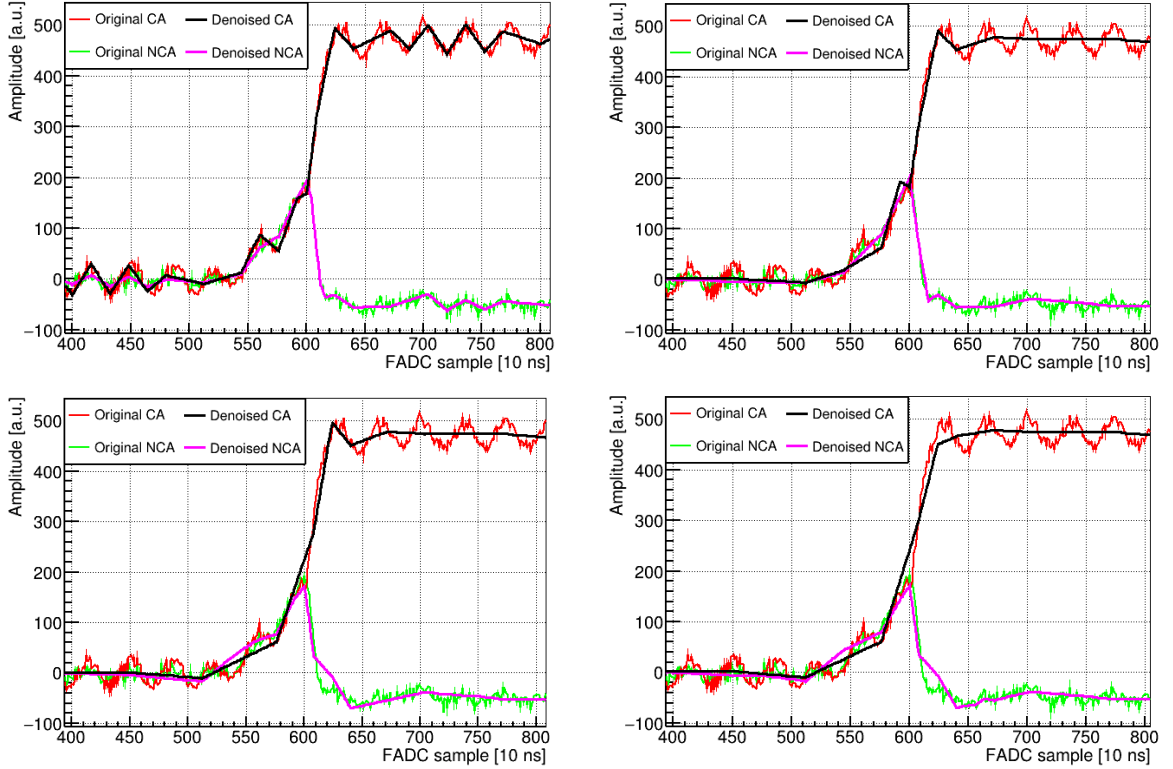 Amplitude [a.u.]
Original CA Denoised CA
Original NCA Denoised NCA
500
400
300
200
100
0
−100
400 450 500 550 600 650 700 750 800
FADC sample [10 ns]
Amplitude [a.u.]
Original CA Denoised CA
Original NCA Denoised NCA
500
400
300
200
100
0
−100
400 450 500 550 600 650 700 750 800
FADC sample [10 ns]
Amplitude [a.u.]
Original CA Denoised CA
Original NCA Denoised NCA
500
400
300
200
100
0
−100
400 450 500 550 600 650 700 750 800
FADC sample [10 ns]
Amplitude [a.u.]
Original CA Denoised CA
Original NCA Denoised NCA
500
400
300
200
100
0
−100
400 450 500 550 600 650 700 750 800
FADC sample [10 ns]